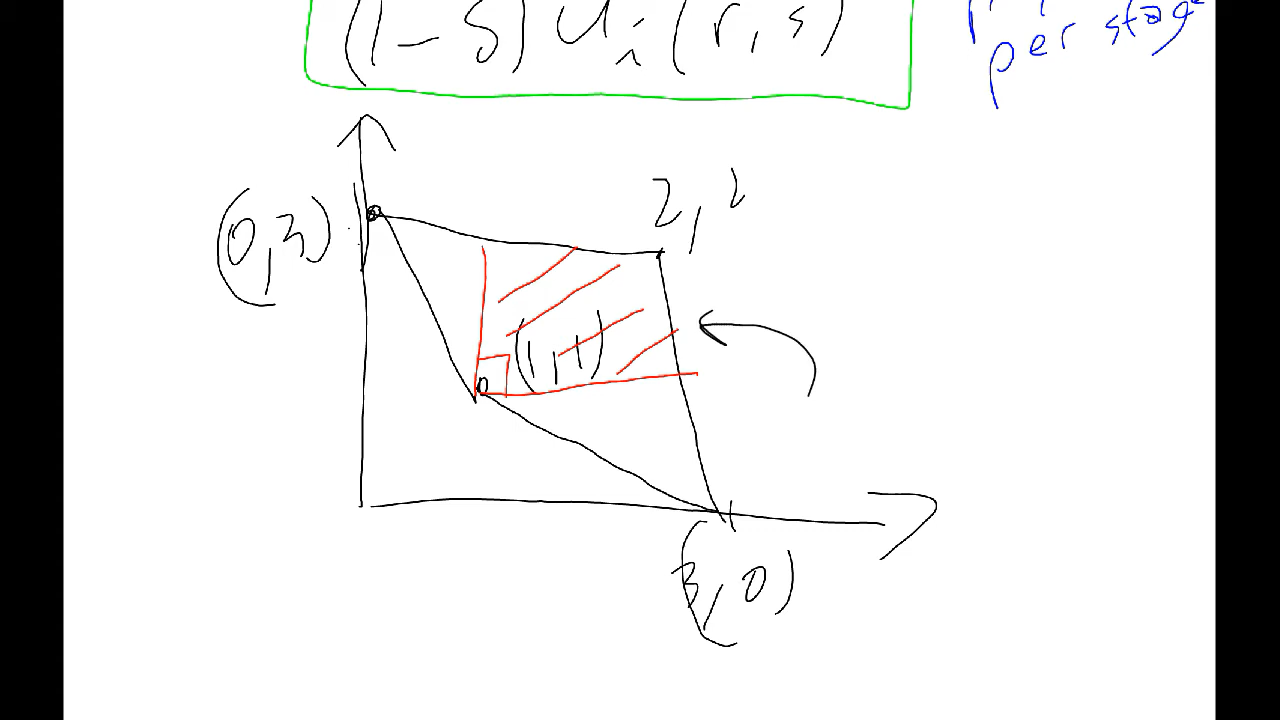 (1-δ) u_i(r,s)
per stage
(0,3)
2,2
(1,1)
(3,0)